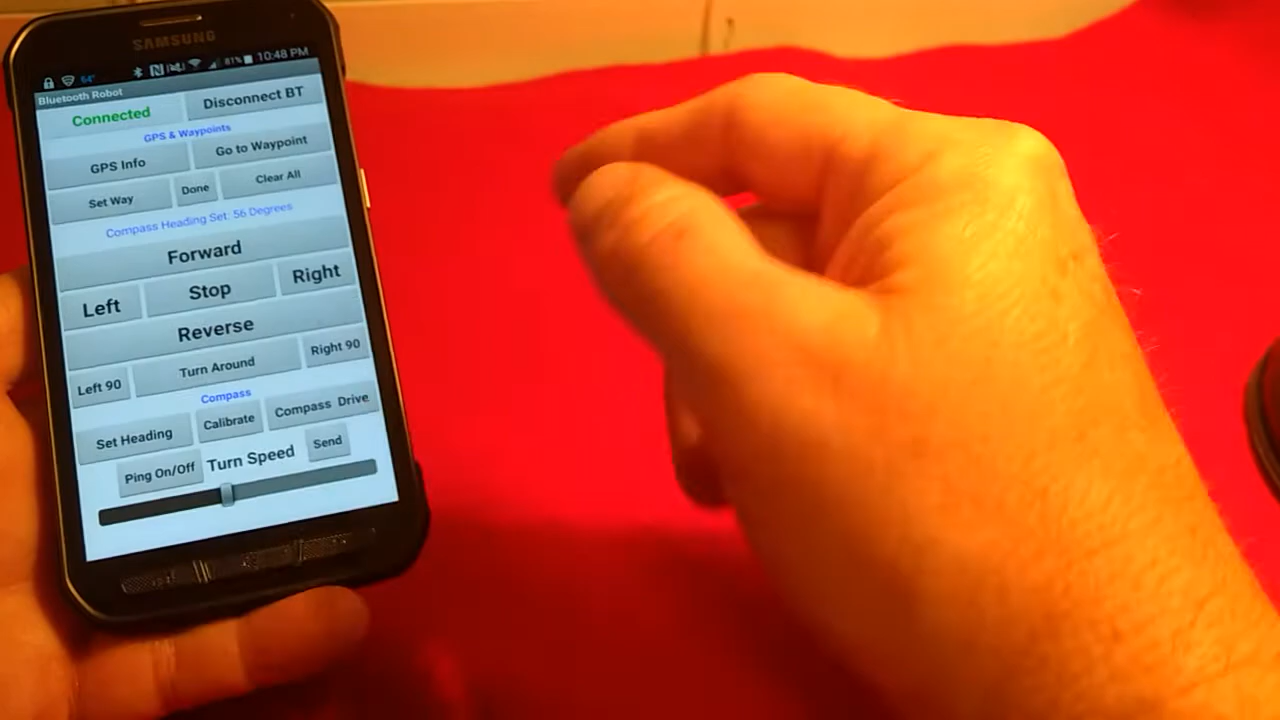 SAMSUNG
64° 81% 10:48 PM
Bluetooth Robot
Connected Disconnect BT
GPS & Waypoints
GPS Info Go to Waypoint
Set Way Done Clear All
Compass Heading Set: 56 Degrees
Forward
Left Stop Right
Reverse
Left 90 Turn Around Right 90
Compass
Set Heading Calibrate Compass Drive
Ping On/Off Turn Speed Send